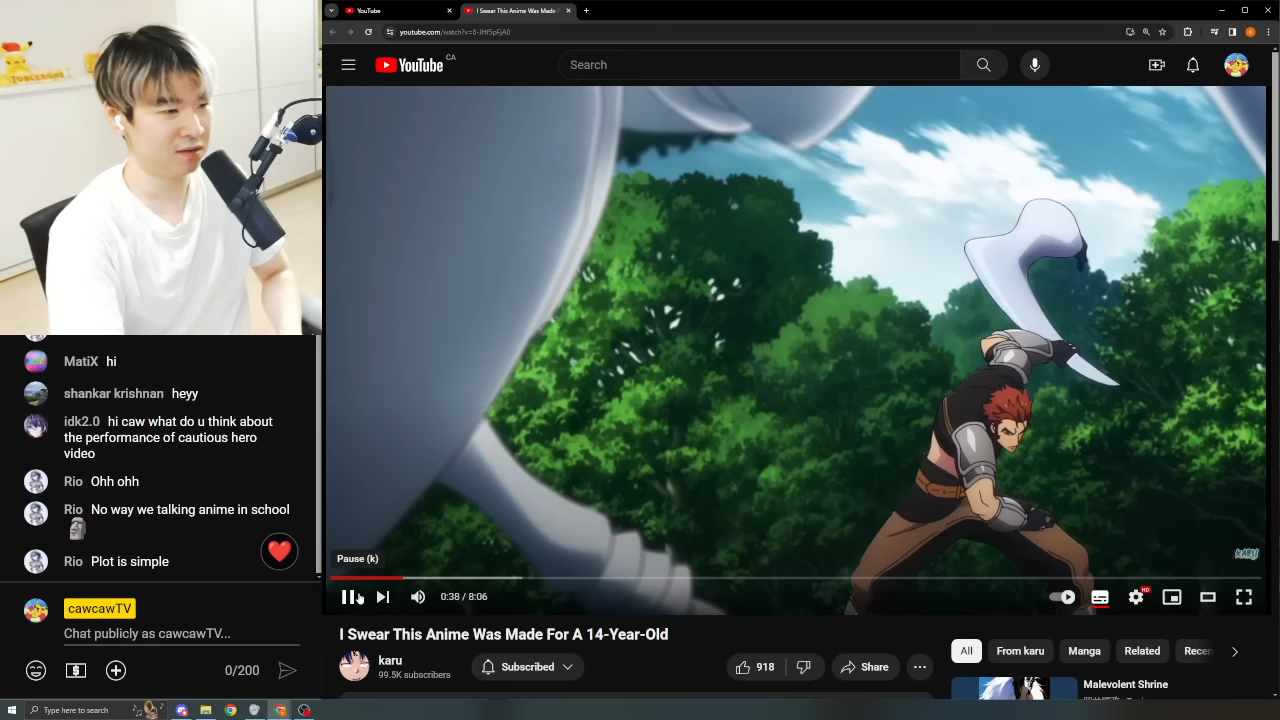 YouTube
I Swear This Anime Was Made
youtube.com/watch?v=8-JHf5pFjA0
YouTube CA
Search
MatiX hi
shankar krishnan heyy
idk2.0 hi caw what do u think about
the performance of cautious hero
video
Rio Ohh ohh
Rio No way we talking anime in school
Rio Plot is simple
cawcawTV
Chat publicly as cawcawTV...
0/200
Pause (k)
KARU
0:38 / 8:06
HD
I Swear This Anime Was Made For A 14-Year-Old
karu
99.5K subscribers
Subscribed
918
Share
All
From karu
Manga
Related
Recen
Malevolent Shrine
Type here to search